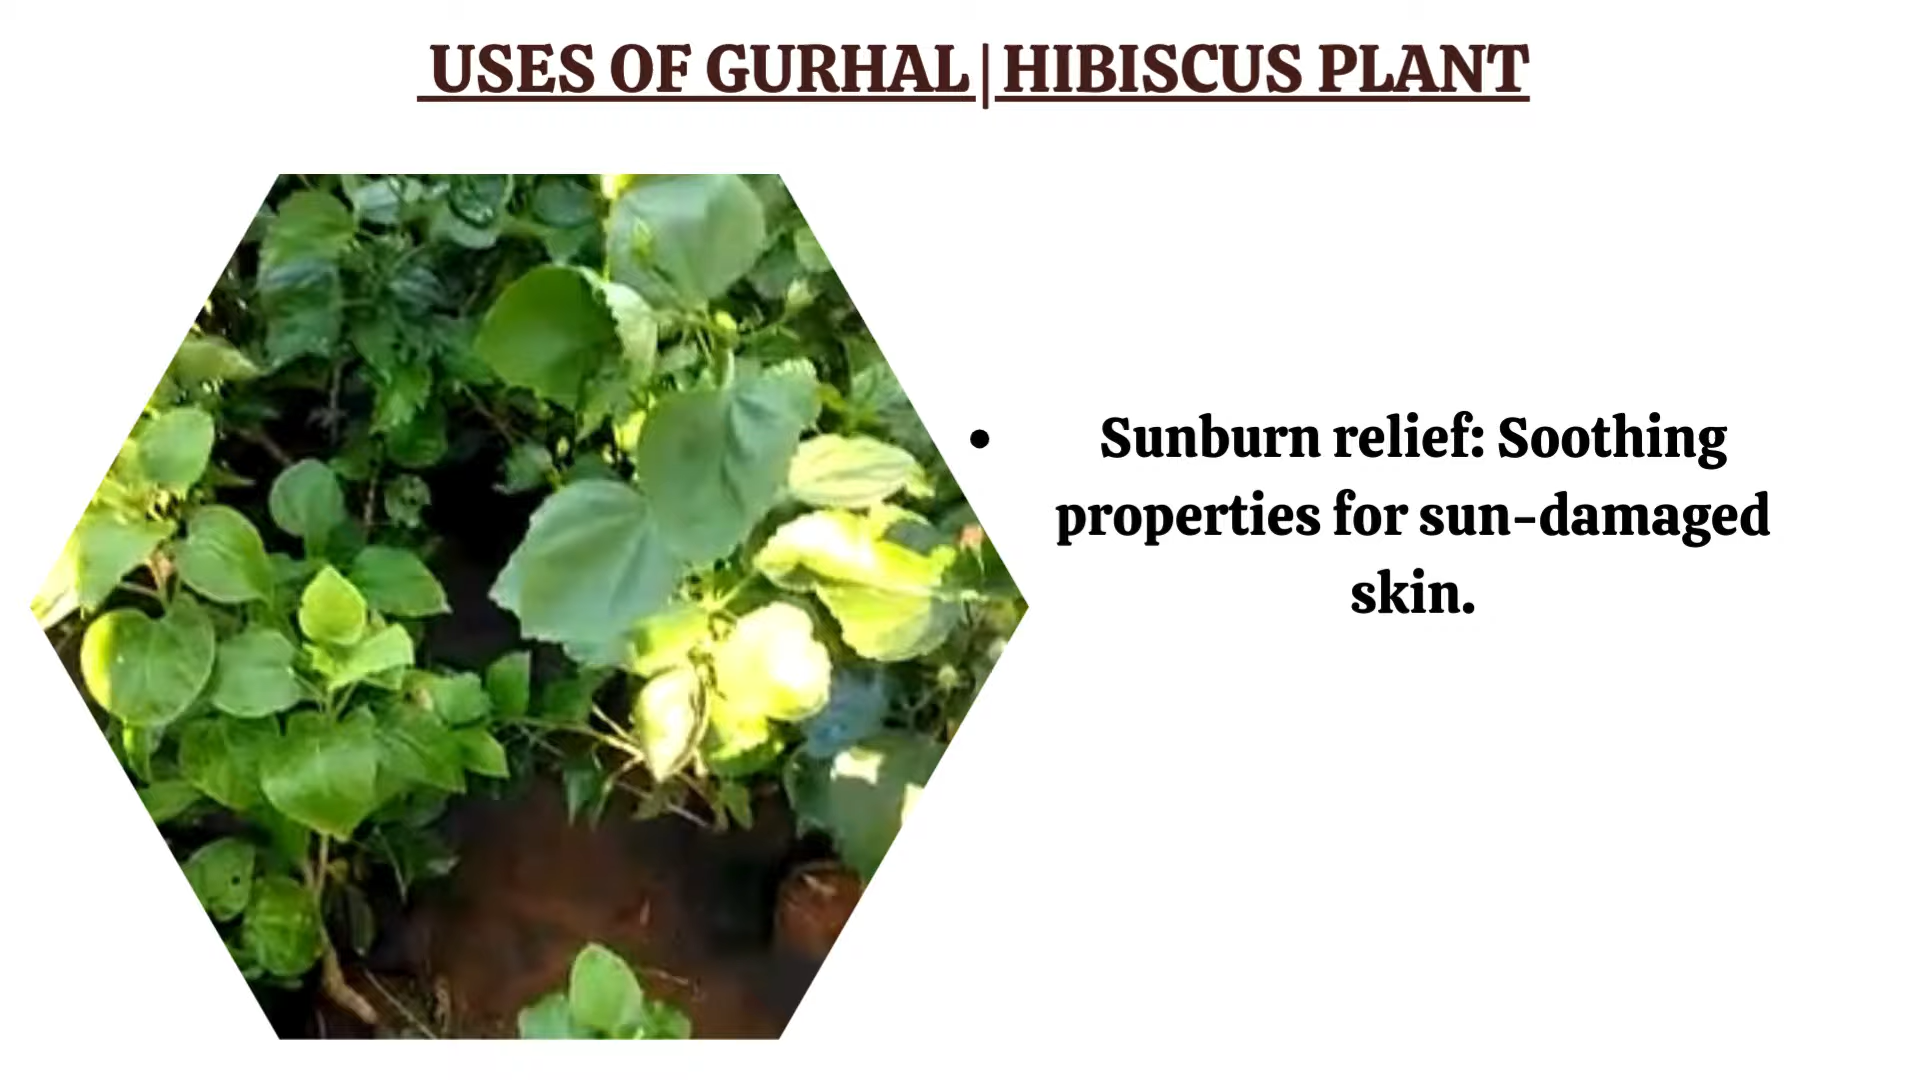 USES OF GURHAL|HIBISCUS PLANT
• Sunburn relief: Soothing
properties for sun-damaged
skin.